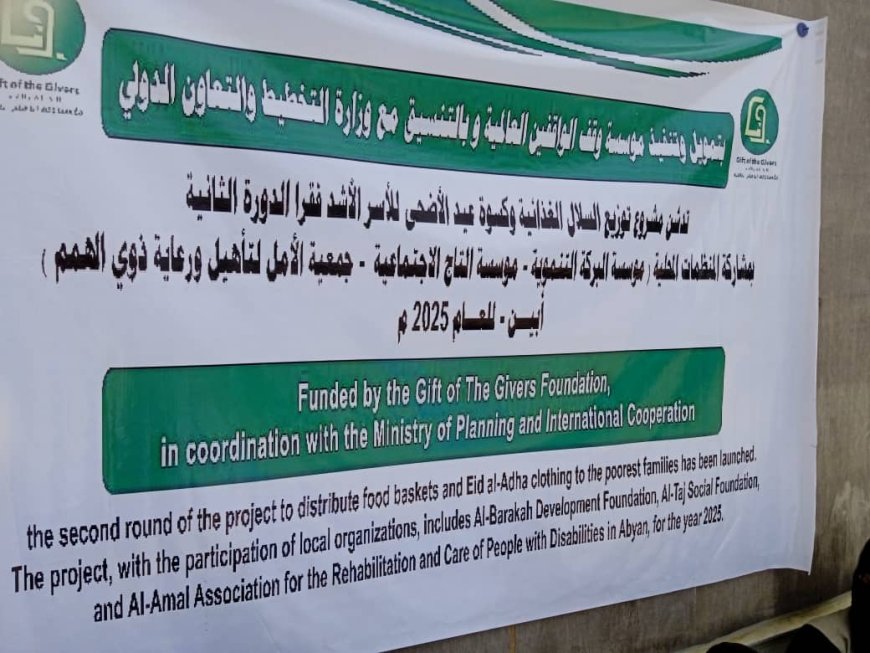 Gift of the Givers
بتمويل وتنفيذ مؤسسة وقف الواقفين العالمية وبالتنسيق مع وزارة التخطيط والتعاون الدولي
Gift of the Givers
تدشين مشروع توزيع السلال الغذائية وكسوة عيد الأضحى للأسر الأشد فقرا الدورة الثانية
بمشاركة المنظمات المحلية ( مؤسسة البركة التنموية - مؤسسة التاج الاجتماعية - جمعية الأمل لتأهيل ورعاية ذوي الهمم )
أبين - للعام 2025 م
Funded by the Gift of The Givers Foundation,
in coordination with the Ministry of Planning and International Cooperation
the second round of the project to distribute food baskets and Eid al-Adha clothing to the poorest families has been launched.
The project, with the participation of local organizations, includes Al-Barakah Development Foundation, Al-Taj Social Foundation,
and Al-Amal Association for the Rehabilitation and Care of People with Disabilities in Abyan, for the year 2025.